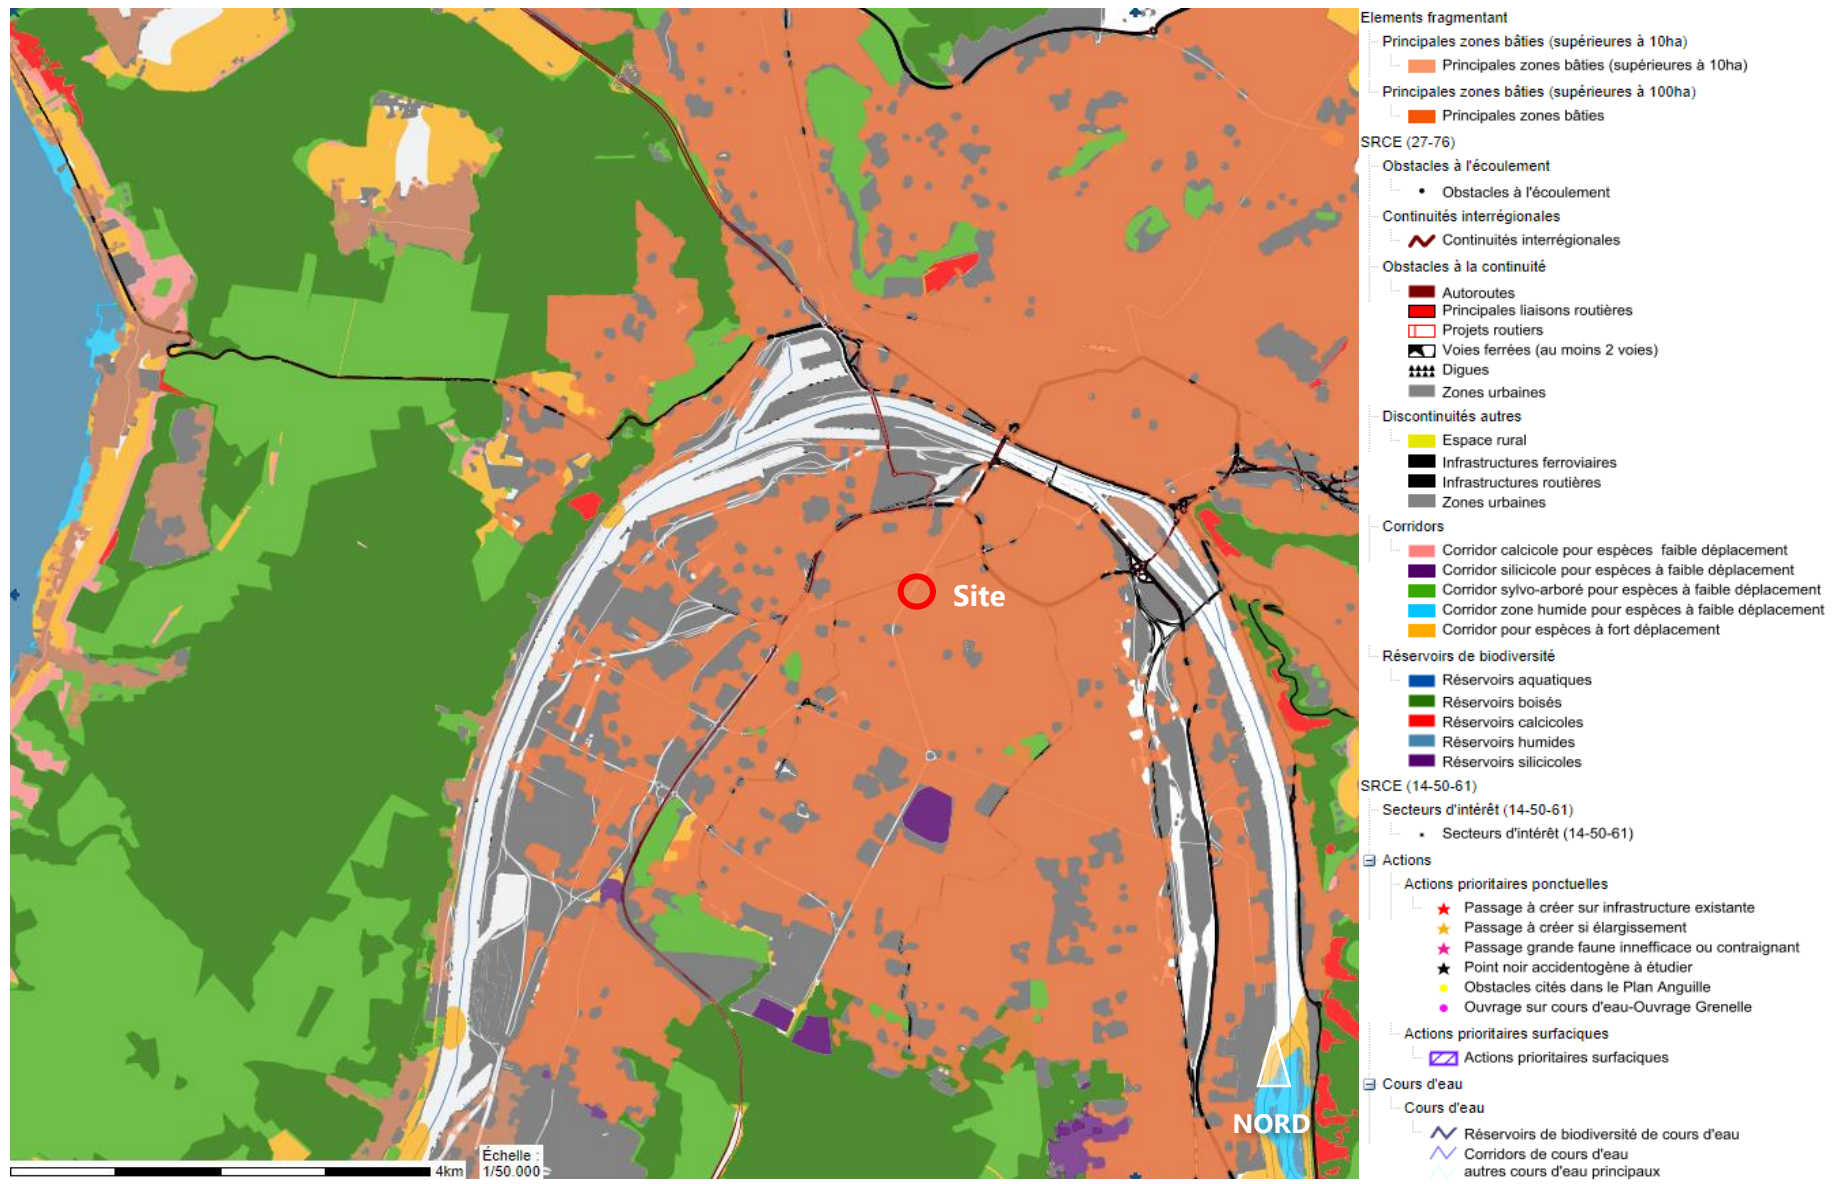 Elements fragmentant
Principales zones bâties (supérieures à 10ha)
Principales zones bâties (supérieures à 10ha)
Principales zones bâties (supérieures à 100ha)
Principales zones bâties
SRCE (27-76)
Obstacles à l'écoulement
Obstacles à l'écoulement
Continuités interrégionales
Continuités interrégionales
Obstacles à la continuité
Autoroutes
Principales liaisons routières
Projets routiers
Voies ferrées (au moins 2 voies)
Digues
Zones urbaines
Discontinuités autres
Espace rural
Infrastructures ferroviaires
Infrastructures routières
Zones urbaines
Corridors
Corridor calcicole pour espèces faible déplacement
Corridor silicicole pour espèces à faible déplacement
Corridor sylvo-arboré pour espèces à faible déplacement
Corridor zone humide pour espèces à faible déplacement
Corridor pour espèces à fort déplacement
Réservoirs de biodiversité
Réservoirs aquatiques
Réservoirs boisés
Réservoirs calcicoles
Réservoirs humides
Réservoirs silicicoles
SRCE (14-50-61)
Secteurs d'intérêt (14-50-61)
Secteurs d'intérêt (14-50-61)
Actions
Actions prioritaires ponctuelles
Passage à créer sur infrastructure existante
Passage à créer si élargissement
Passage grande faune innefficace ou contraignant
Point noir accidentogène à étudier
Obstacles cités dans le Plan Anguille
Ouvrage sur cours d'eau-Ouvrage Grenelle
Actions prioritaires surfaciques
Actions prioritaires surfaciques
Cours d'eau
Cours d'eau
Réservoirs de biodiversité de cours d'eau
Corridors de cours d'eau
autres cours d'eau principaux
Site
NORD
4km
Échelle :
1/50.000